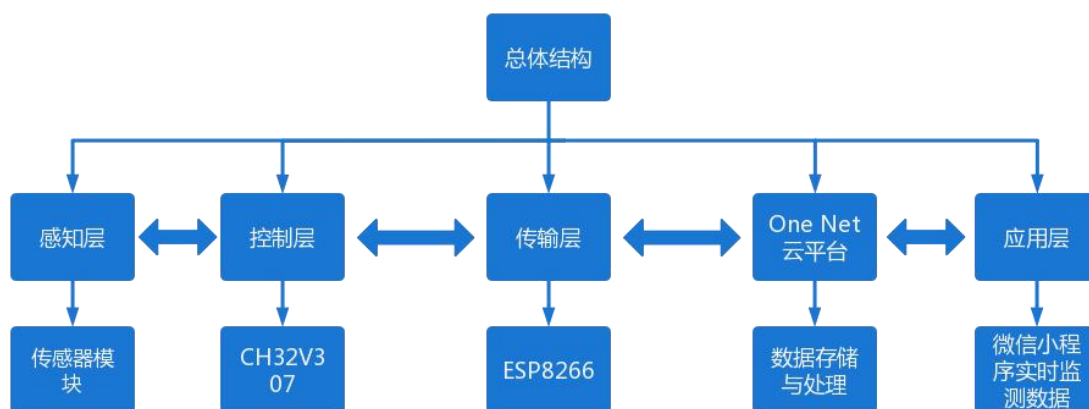 总体结构
感知层
控制层
传输层
One Net
云平台
应用层
传感器模
块
CH32V3
07
ESP8266
数据存储
与处理
微信小程
序实时监
测数据